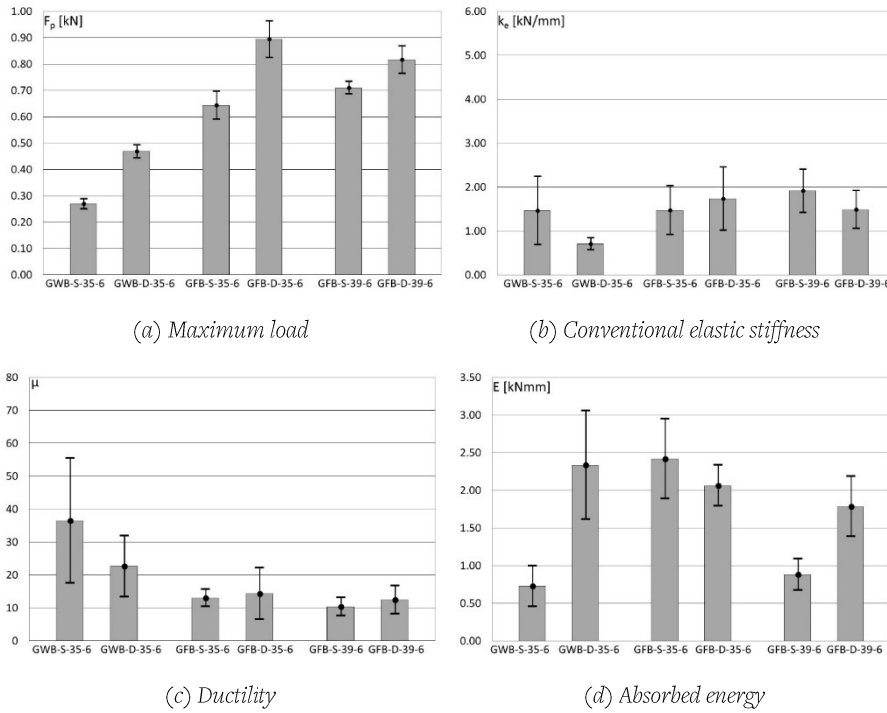 F_p [kN]
1.00
0.90
0.80
0.70
0.60
0.50
0.40
0.30
0.20
0.10
0.00
GWB-S-35-6 GWB-D-35-6 GFB-S-35-6 GFB-D-35-6 GFB-S-39-6 GFB-D-39-6
(a) Maximum load
k_e [kN/mm]
6.00
5.00
4.00
3.00
2.00
1.00
0.00
GWB-S-35-6 GWB-D-35-6 GFB-S-35-6 GFB-D-35-6 GFB-S-39-6 GFB-D-39-6
(b) Conventional elastic stiffness
μ
80
70
60
50
40
30
20
10
0
GWB-S-35-6 GWB-D-35-6 GFB-S-35-6 GFB-D-35-6 GFB-S-39-6 GFB-D-39-6
(c) Ductility
E [kNmm]
3.50
3.00
2.50
2.00
1.50
1.00
0.50
0.00
GWB-S-35-6 GWB-D-35-6 GFB-S-35-6 GFB-D-35-6 GFB-S-39-6 GFB-D-39-6
(d) Absorbed energy